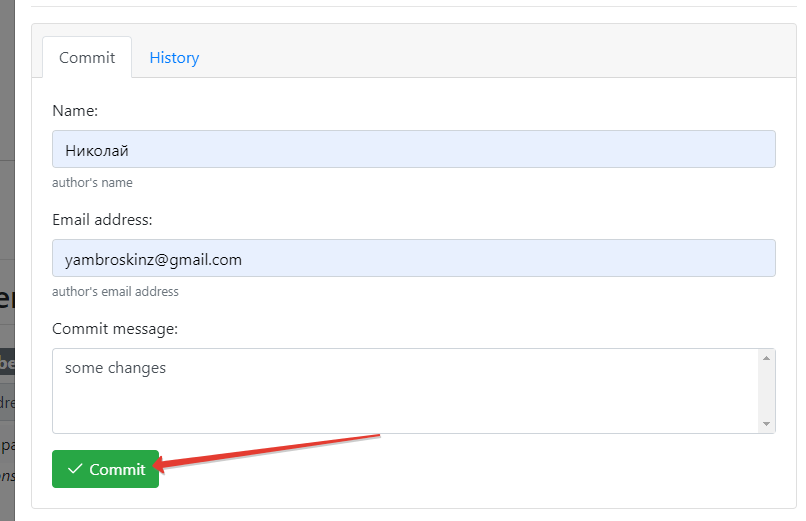 Commit
History
Name:
Николай
author's name
Email address:
yambroskinz@gmail.com
author's email address
Commit message:
some changes
Commit